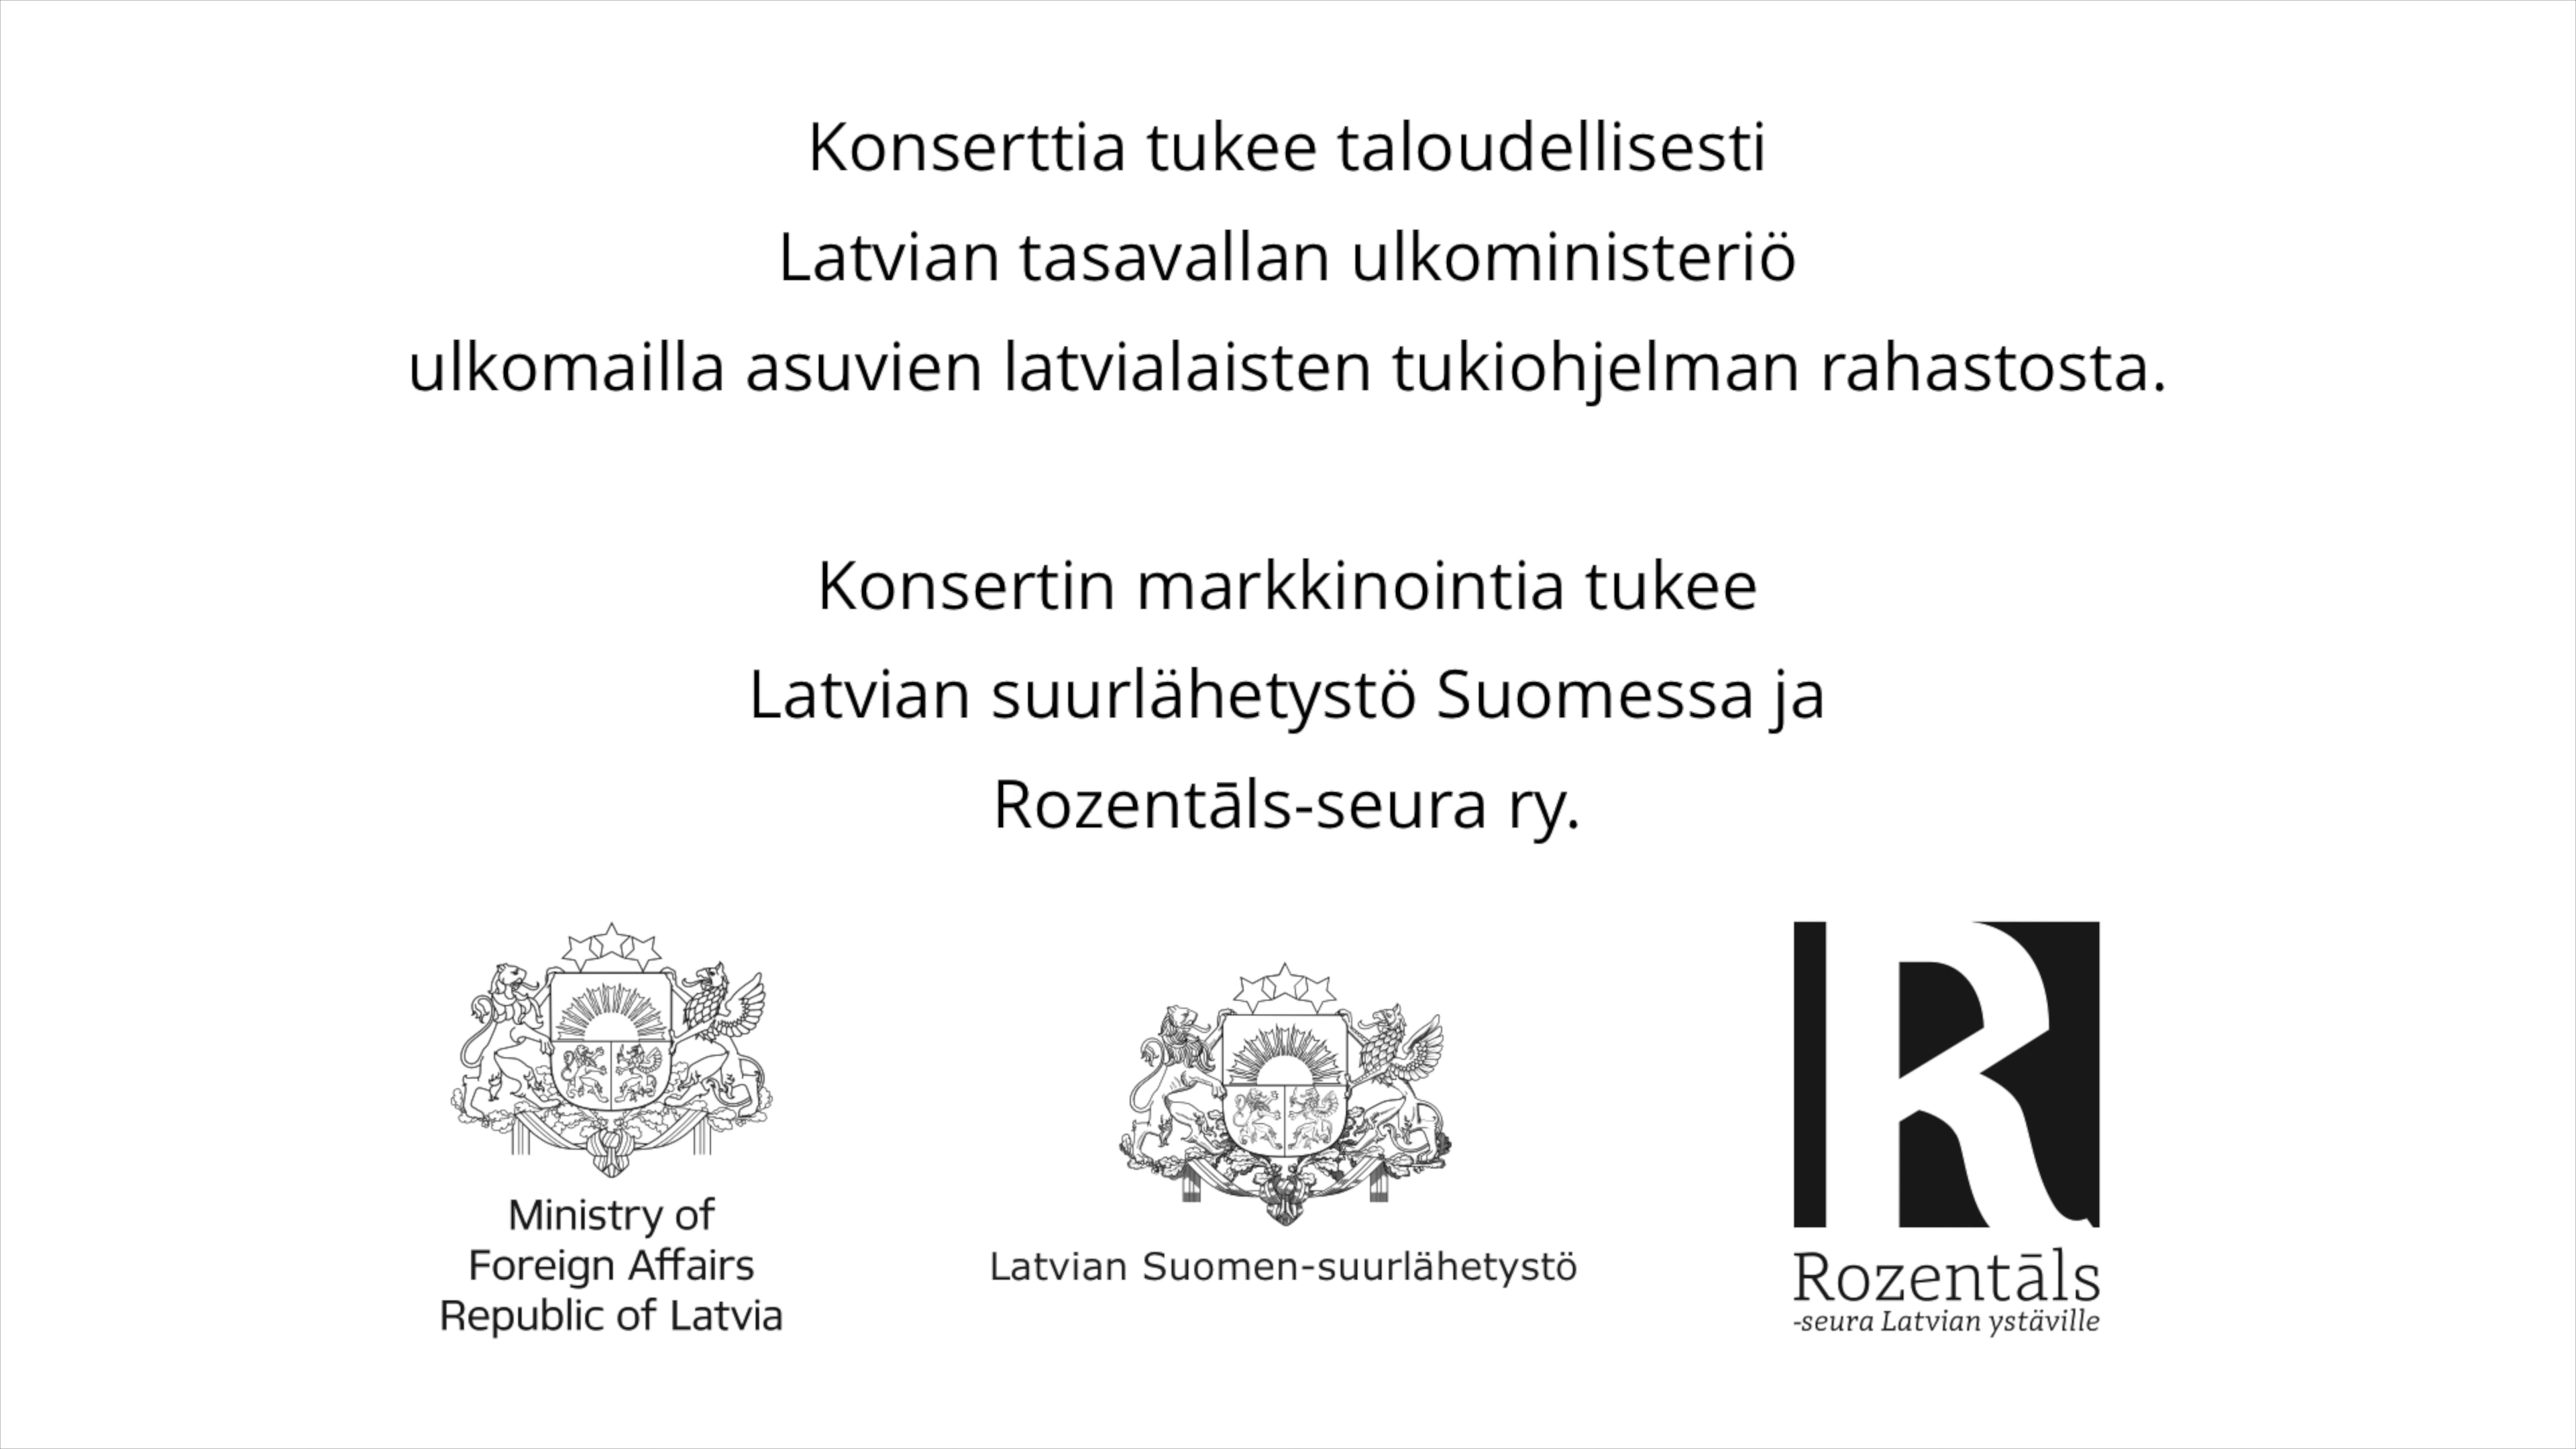 Konserttia tukee taloudellisesti
Latvian tasavallan ulkoministeriö
ulkomailla asuvien latvialaisten tukiohjelman rahastosta.
Konsertin markkinointia tukee
Latvian suurlähetystö Suomessa ja
Rozentāls-seura ry.
Ministry of
Foreign Affairs
Republic of Latvia
Latvian Suomen-suurlähetystö
R
Rozentāls
-seura Latvian ystäville